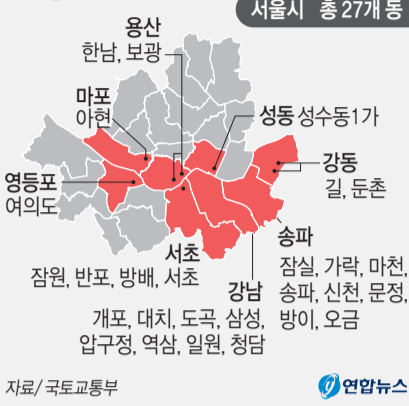 서울시 총 27개 동
용산
한남, 보광
마포
아현
성동 성수동1가
강동
길, 둔촌
영등포
여의도
송파
잠실, 가락, 마천,
송파, 신천, 문정,
방이, 오금
서초
잠원, 반포, 방배, 서초
강남
개포, 대치, 도곡, 삼성,
압구정, 역삼, 일원, 청담
자료/ 국토교통부
연합뉴스